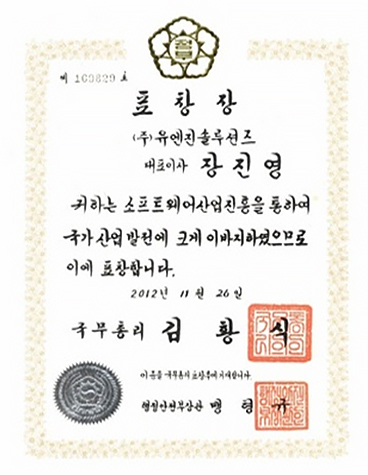 제 169829 호
표 창 장
(주)유엔진솔루션즈
대표이사 장진영
귀하는 소프트웨어산업진흥을 통하여
국가산업발전에 크게 이바지하였으므로
이에 표창합니다.
2012년 11월 26일
국무총리 김 황 식
이 증을 국무총리 표창부에 기재합니다.
행정안전부장관 맹 형 규